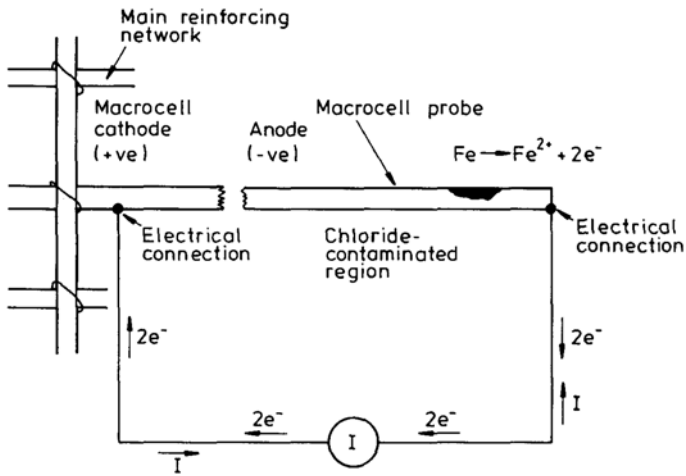 Main reinforcing
network
Macrocell
cathode
(+ve)
Anode
(-ve)
Macrocell probe
Fe → Fe²⁺ + 2e⁻
Electrical
connection
Chloride-
contaminated
region
Electrical
connection
2e⁻
2e⁻
I
2e⁻
I
2e⁻
I